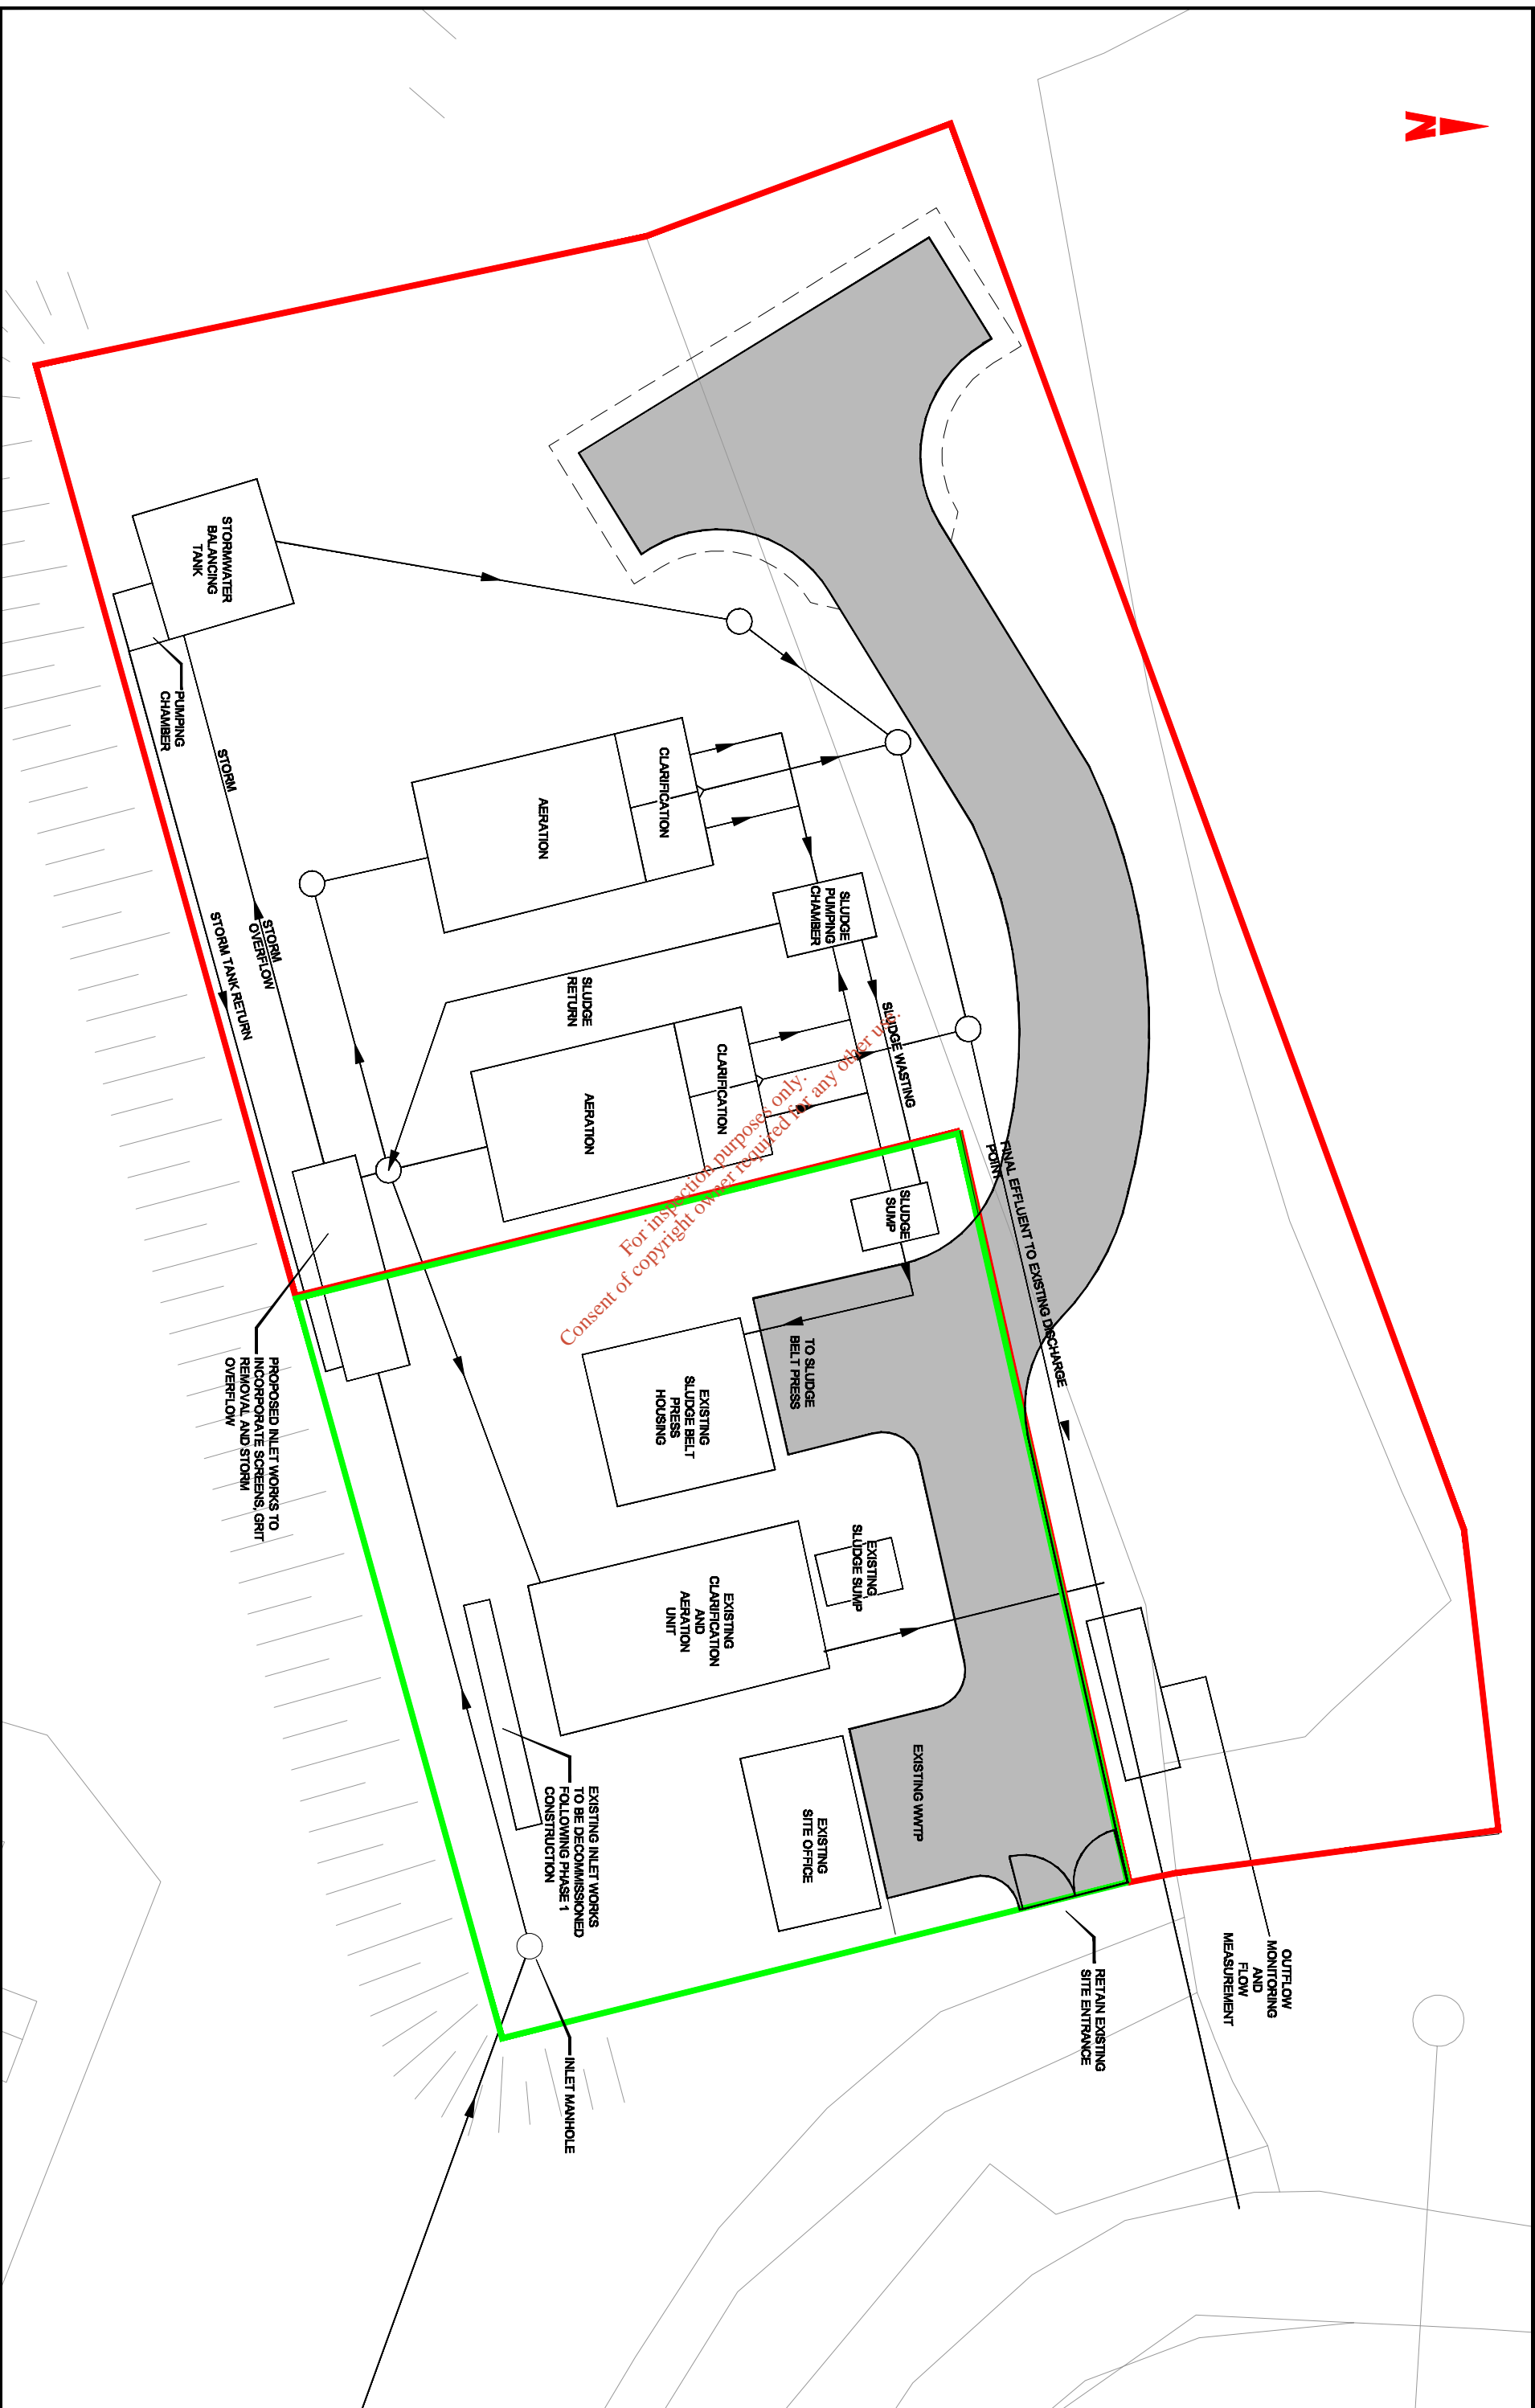 N
OUTFLOW
MONITORING
AND
FLOW
MEASUREMENT
RETAIN EXISTING
SITE ENTRANCE
FINAL EFFLUENT TO EXISTING DISCHARGE
POINT
SLUDGE WASTING
SLUDGE
SUMP
SLUDGE
PUMPING
CHAMBER
EXISTING WWTP
EXISTING
SLUDGE SUMP
EXISTING
SITE OFFICE
TO SLUDGE
BELT PRESS
EXISTING
SLUDGE BELT
PRESS
HOUSING
EXISTING
CLARIFICATION
AND
AERATION
UNIT
CLARIFICATION
AERATION
CLARIFICATION
AERATION
SLUDGE
RETURN
EXISTING INLET WORKS
TO BE DECOMMISSIONED
FOLLOWING PHASE 1
CONSTRUCTION
INLET MANHOLE
STORMWATER
BALANCING
TANK
PUMPING
CHAMBER
STORM
STORM
OVERFLOW
STORM TANK RETURN
PROPOSED INLET WORKS TO
INCORPORATE SCREENS, GRIT
REMOVAL AND STORM
OVERFLOW
For inspection purposes only.
Consent of copyright owner required for any other use.